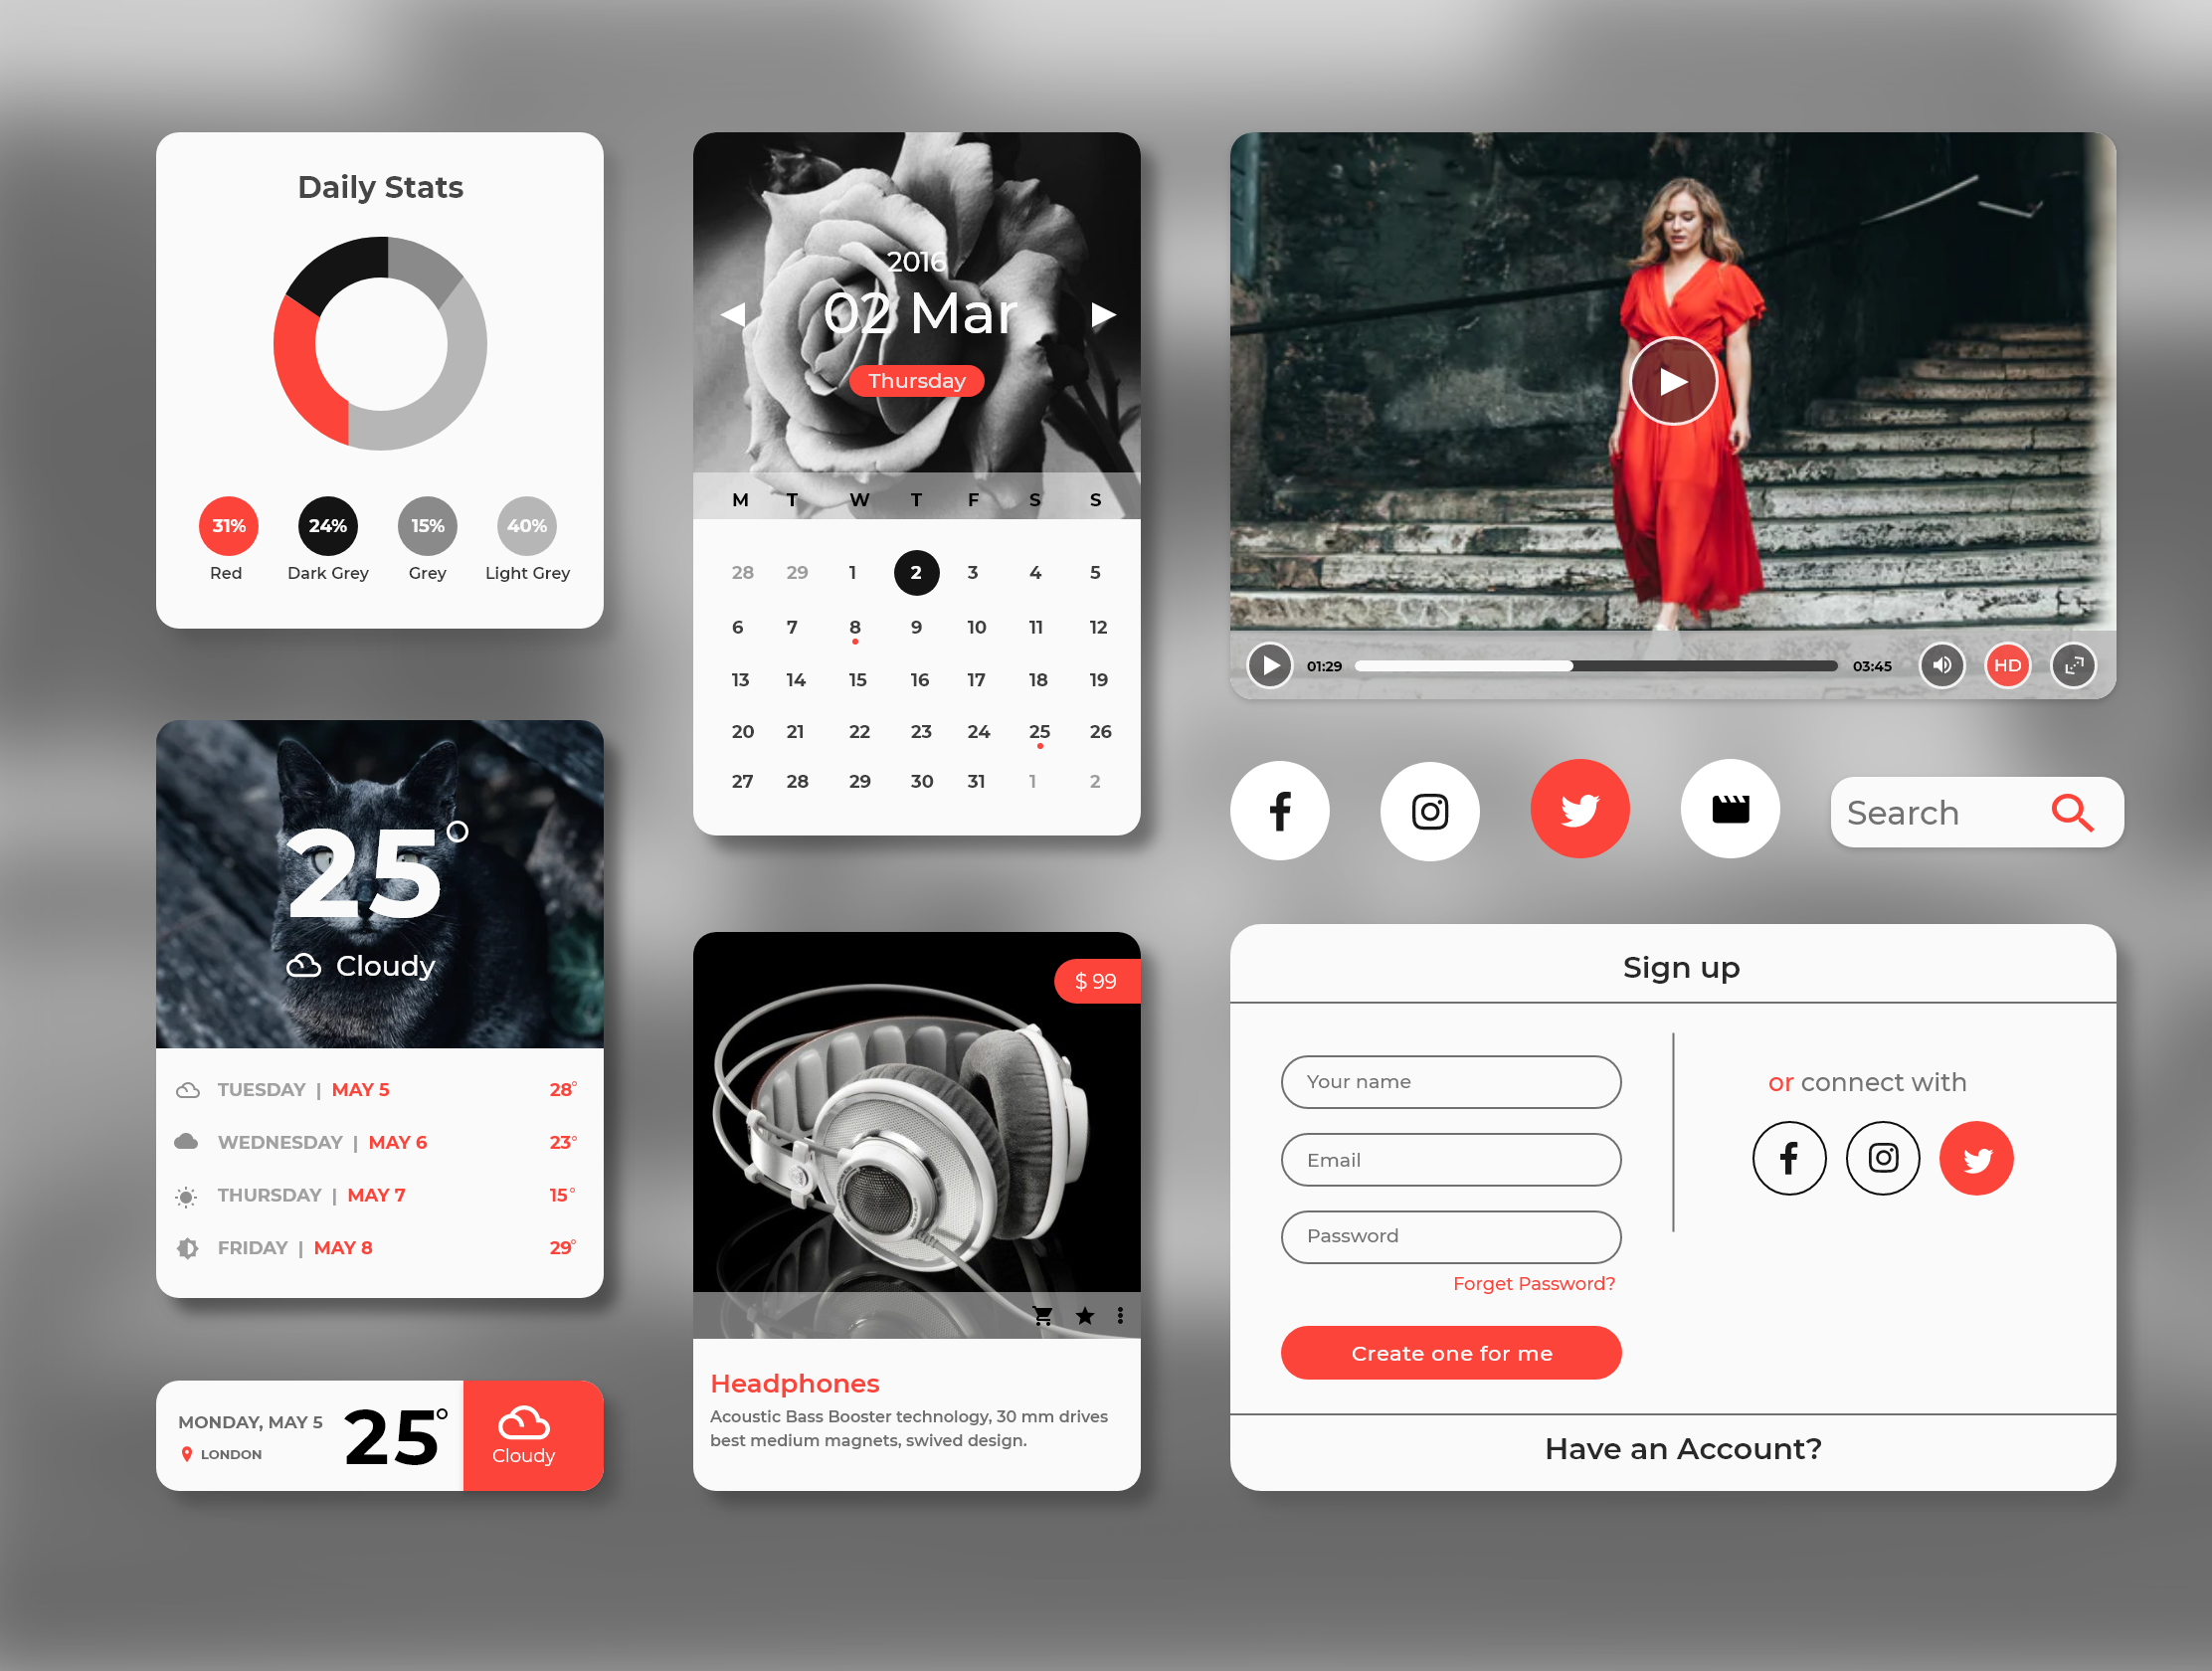 Daily Stats
31% 24% 15% 40%
Red Dark Grey Grey Light Grey
25°
Cloudy
TUESDAY | MAY 5 28°
WEDNESDAY | MAY 6 23°
THURSDAY | MAY 7 15°
FRIDAY | MAY 8 29°
MONDAY, MAY 5
LONDON
25°
Cloudy
2016
02 Mar
Thursday
M T W T F S S
28 29 1 2 3 4 5
6 7 8 9 10 11 12
13 14 15 16 17 18 19
20 21 22 23 24 25 26
27 28 29 30 31 1 2
$ 99
Headphones
Acoustic Bass Booster technology, 30 mm drives
best medium magnets, swived design.
01:29 03:45 HD
Search
Sign up
Your name
Email
Password
Forget Password?
Create one for me
or connect with
Have an Account?